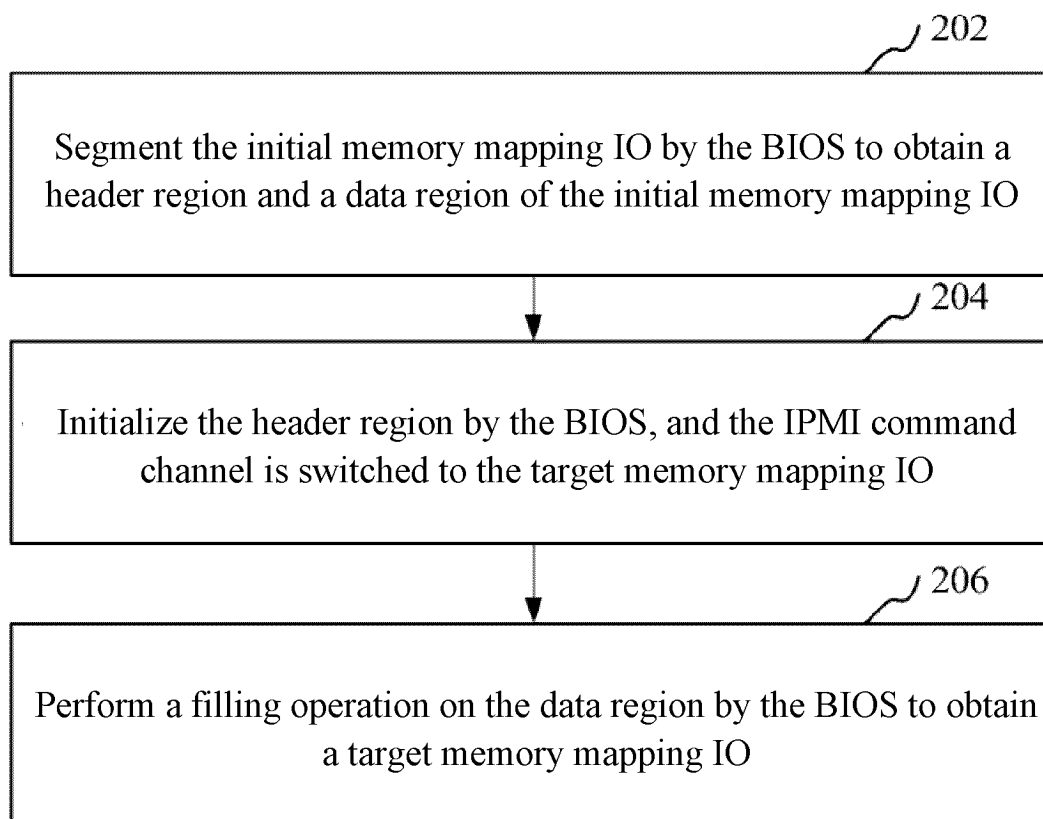 202
Segment the initial memory mapping IO by the BIOS to obtain a
header region and a data region of the initial memory mapping IO
204
Initialize the header region by the BIOS, and the IPMI command
channel is switched to the target memory mapping IO
206
Perform a filling operation on the data region by the BIOS to obtain
a target memory mapping IO